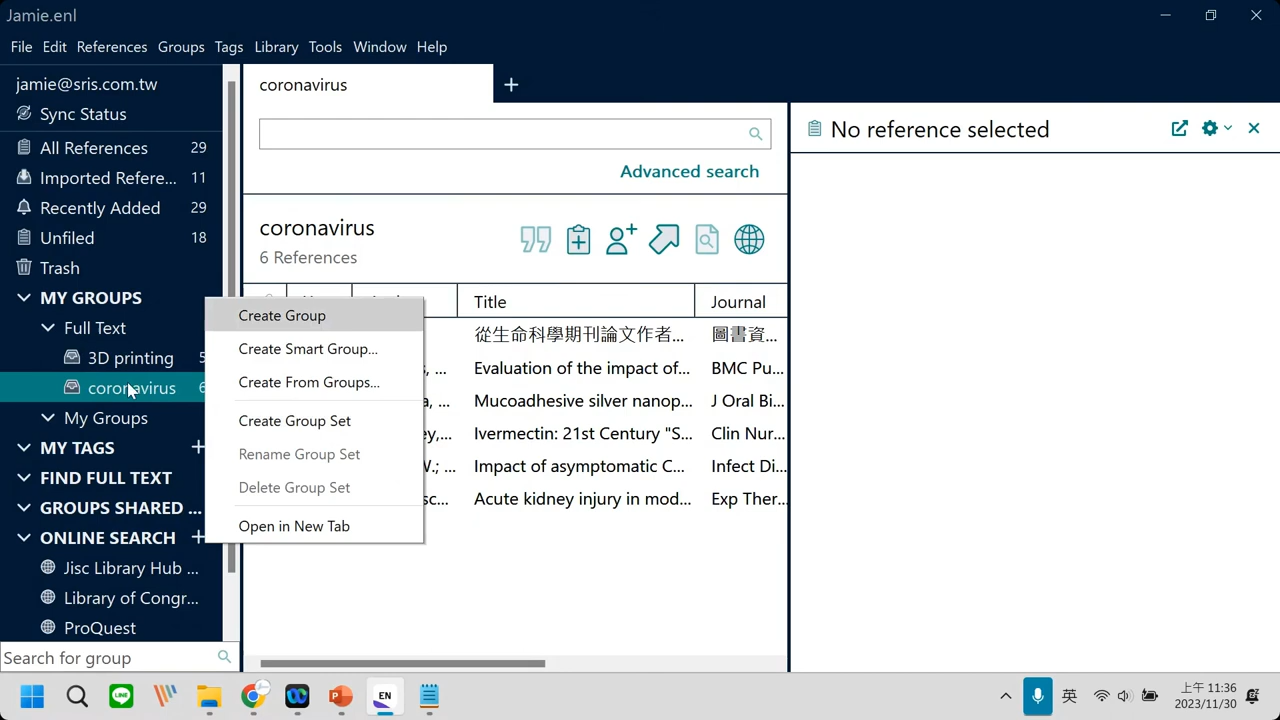 Jamie.enl
File Edit References Groups Tags Library Tools Window Help
jamie@sris.com.tw
Sync Status
All References 29
Imported Refere... 11
Recently Added 29
Unfiled 18
Trash
MY GROUPS
Full Text
3D printing 5
coronavirus 6
My Groups
MY TAGS +
FIND FULL TEXT
GROUPS SHARED ...
ONLINE SEARCH +
Jisc Library Hub ...
Library of Congr...
ProQuest
Search for group
Create Group
Create Smart Group...
Create From Groups...
Create Group Set
Rename Group Set
Delete Group Set
Open in New Tab
coronavirus +
Advanced search
coronavirus
6 References
Title Journal
從生命科學期刊論文作者... 圖書資...
Evaluation of the impact of... BMC Pu...
Mucoadhesive silver nanop... J Oral Bi...
Ivermectin: 21st Century "S... Clin Nur...
Impact of asymptomatic C... Infect Di...
Acute kidney injury in mod... Exp Ther...
No reference selected
LINE
EN
英
上午 11:36
2023/11/30